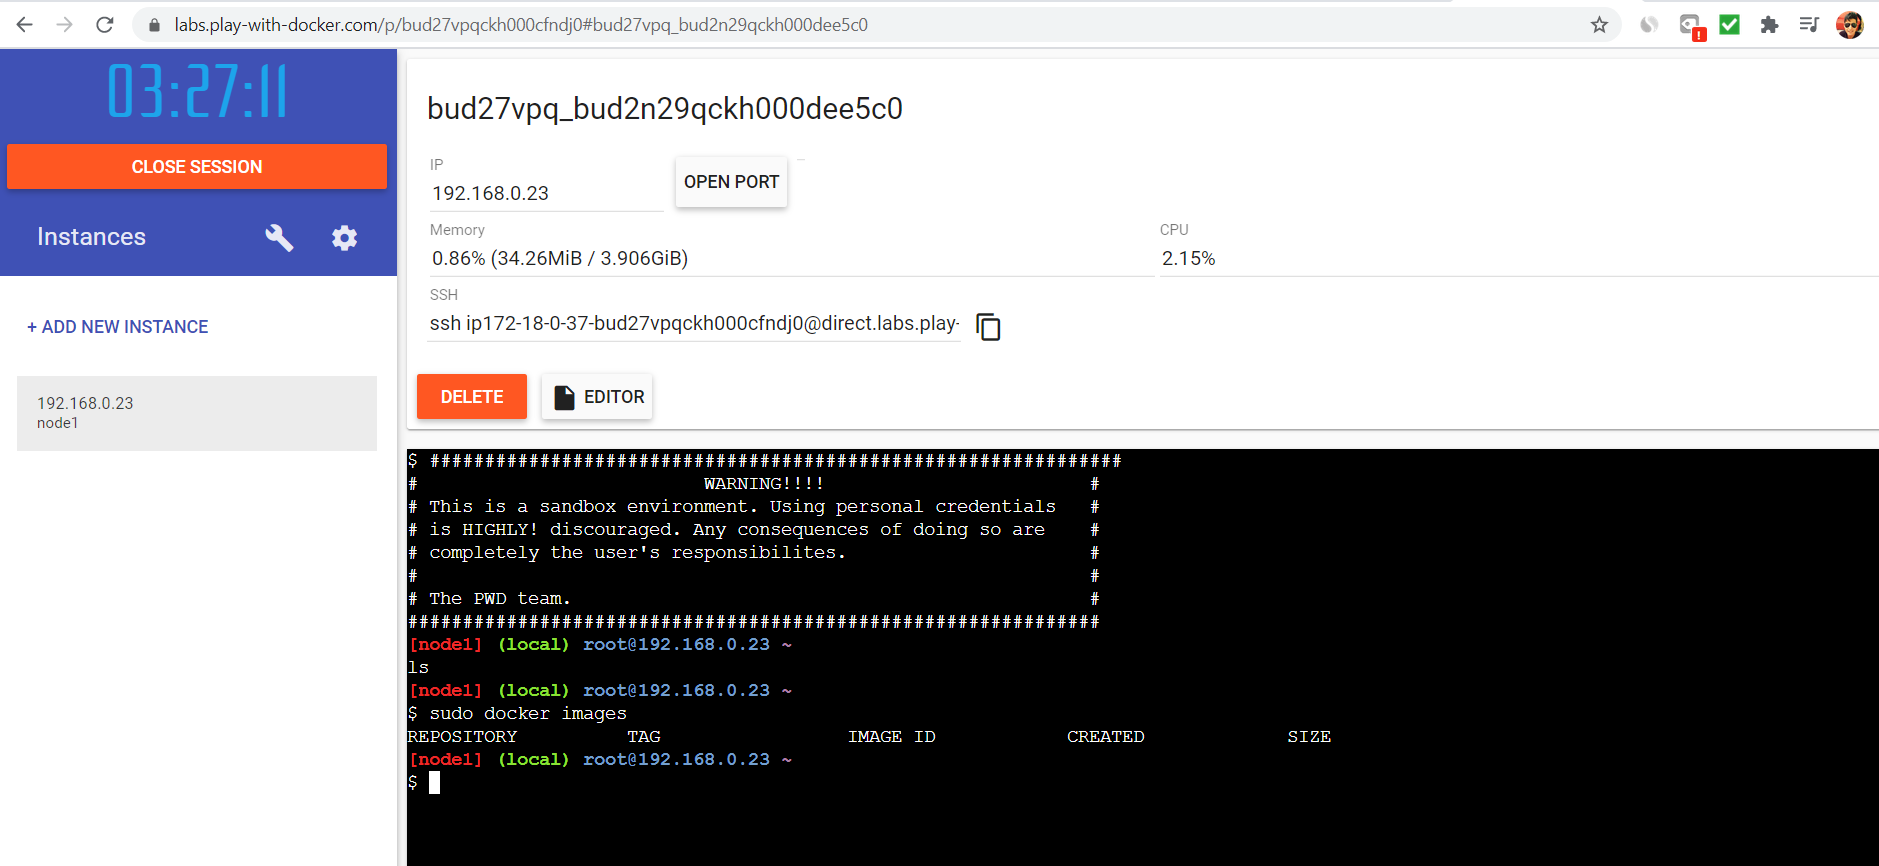 labs.play-with-docker.com/p/bud27vpqckh000cfndj0#bud27vpq_bud2n29qckh000dee5c0
03:27:11
CLOSE SESSION
Instances
+ ADD NEW INSTANCE
192.168.0.23
node1
bud27vpq_bud2n29qckh000dee5c0
IP
192.168.0.23
OPEN PORT
Memory
0.86% (34.26MiB / 3.906GiB)
CPU
2.15%
SSH
ssh ip172-18-0-37-bud27vpqckh000cfndj0@direct.labs.play-
DELETE
EDITOR
$ ###############################################################
# WARNING!!!! #
# This is a sandbox environment. Using personal credentials #
# is HIGHLY! discouraged. Any consequences of doing so are #
# completely the user's responsibilites. #
# #
# The PWD team. #
###############################################################
[node1] (local) root@192.168.0.23 ~
ls
[node1] (local) root@192.168.0.23 ~
$ sudo docker images
REPOSITORY TAG IMAGE ID CREATED SIZE
[node1] (local) root@192.168.0.23 ~
$